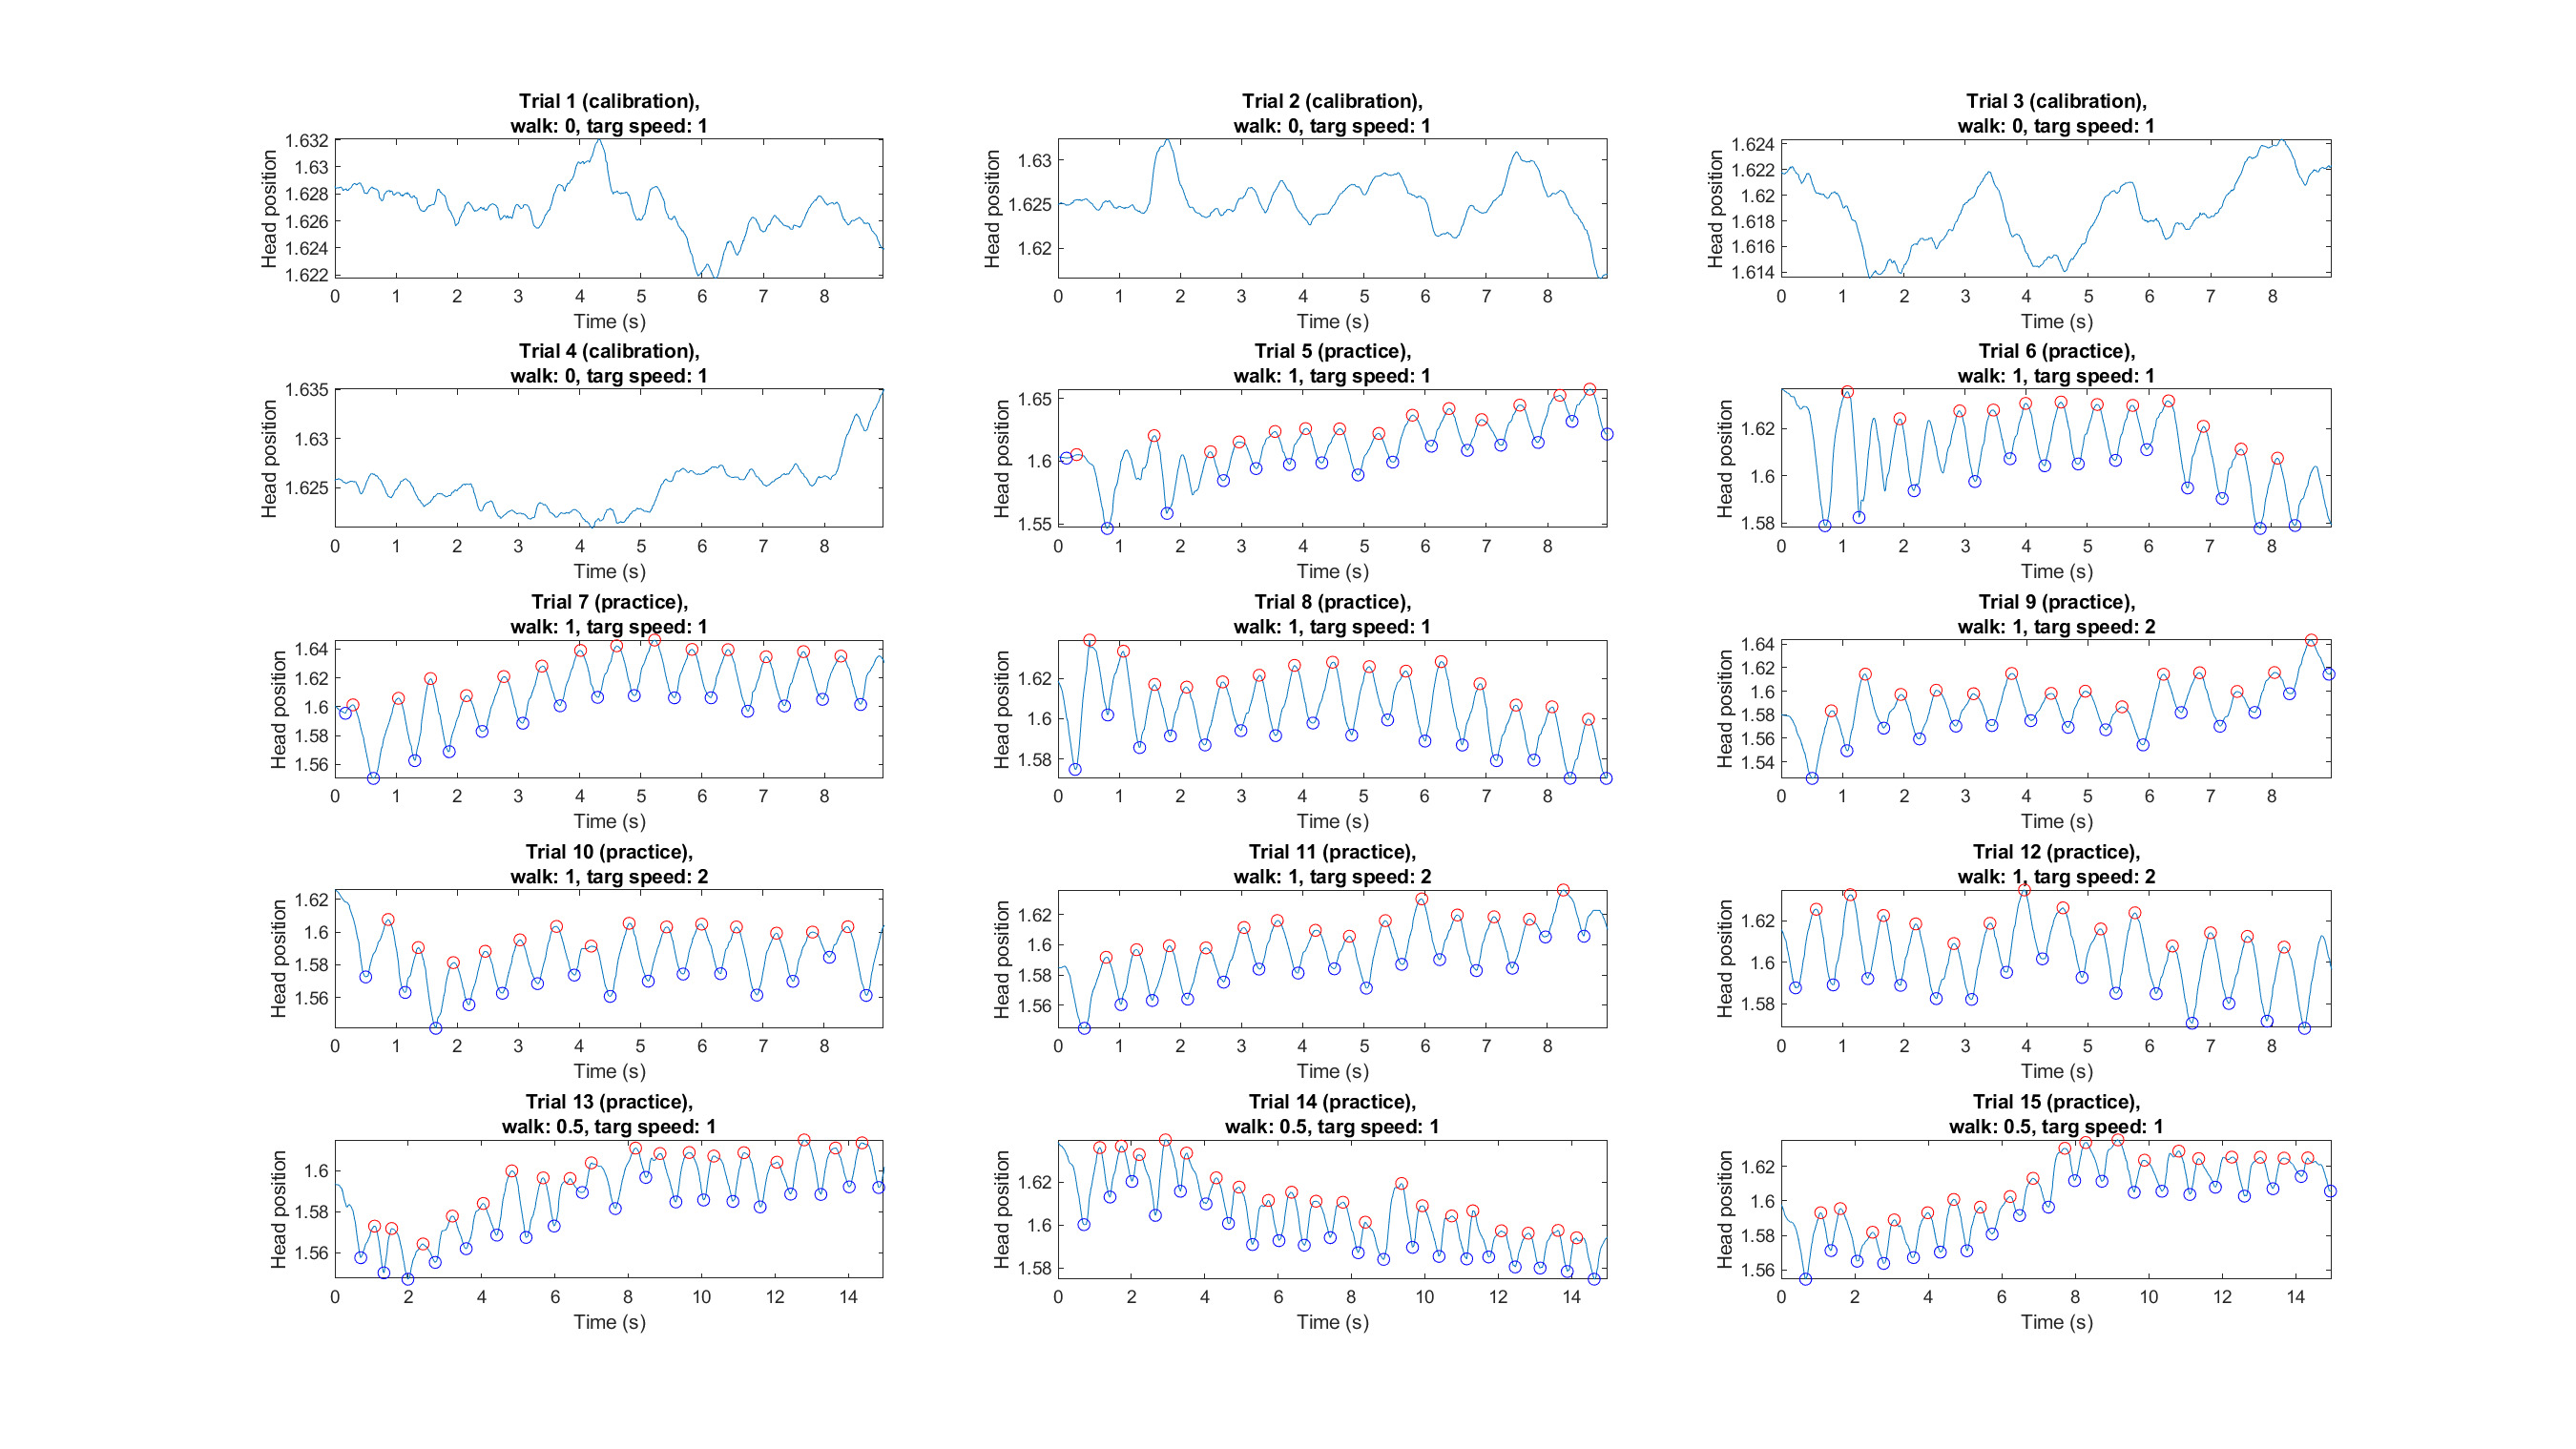 Trial 1 (calibration),
walk: 0, targ speed: 1
Head position
1.632
1.63
1.628
1.626
1.624
1.622
0 1 2 3 4 5 6 7 8
Time (s)
Trial 2 (calibration),
walk: 0, targ speed: 1
Head position
1.63
1.625
1.62
0 1 2 3 4 5 6 7 8
Time (s)
Trial 3 (calibration),
walk: 0, targ speed: 1
Head position
1.624
1.622
1.62
1.618
1.616
1.614
0 1 2 3 4 5 6 7 8
Time (s)
Trial 4 (calibration),
walk: 0, targ speed: 1
Head position
1.635
1.63
1.625
0 1 2 3 4 5 6 7 8
Time (s)
Trial 5 (practice),
walk: 1, targ speed: 1
Head position
1.65
1.6
1.55
0 1 2 3 4 5 6 7 8
Time (s)
Trial 6 (practice),
walk: 1, targ speed: 1
Head position
1.62
1.6
1.58
0 1 2 3 4 5 6 7 8
Time (s)
Trial 7 (practice),
walk: 1, targ speed: 1
Head position
1.64
1.62
1.6
1.58
1.56
0 1 2 3 4 5 6 7 8
Time (s)
Trial 8 (practice),
walk: 1, targ speed: 1
Head position
1.62
1.6
1.58
0 1 2 3 4 5 6 7 8
Time (s)
Trial 9 (practice),
walk: 1, targ speed: 2
Head position
1.64
1.62
1.6
1.58
1.56
1.54
0 1 2 3 4 5 6 7 8
Time (s)
Trial 10 (practice),
walk: 1, targ speed: 2
Head position
1.62
1.6
1.58
1.56
0 1 2 3 4 5 6 7 8
Time (s)
Trial 11 (practice),
walk: 1, targ speed: 2
Head position
1.62
1.6
1.58
1.56
0 1 2 3 4 5 6 7 8
Time (s)
Trial 12 (practice),
walk: 1, targ speed: 2
Head position
1.62
1.6
1.58
0 1 2 3 4 5 6 7 8
Time (s)
Trial 13 (practice),
walk: 0.5, targ speed: 1
Head position
1.6
1.58
1.56
0 2 4 6 8 10 12 14
Time (s)
Trial 14 (practice),
walk: 0.5, targ speed: 1
Head position
1.62
1.6
1.58
0 2 4 6 8 10 12 14
Time (s)
Trial 15 (practice),
walk: 0.5, targ speed: 1
Head position
1.62
1.6
1.58
1.56
0 2 4 6 8 10 12 14
Time (s)